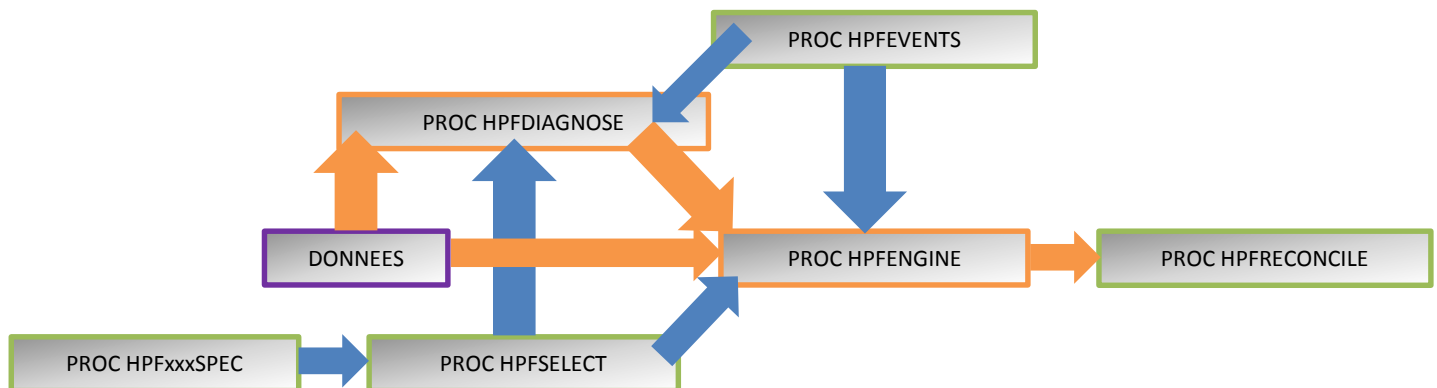 PROC HPFEVENTS
PROC HPFDIAGNOSE
DONNEES
PROC HPFENGINE
PROC HPFRECONCILE
PROC HPFxxxSPEC
PROC HPFSELECT